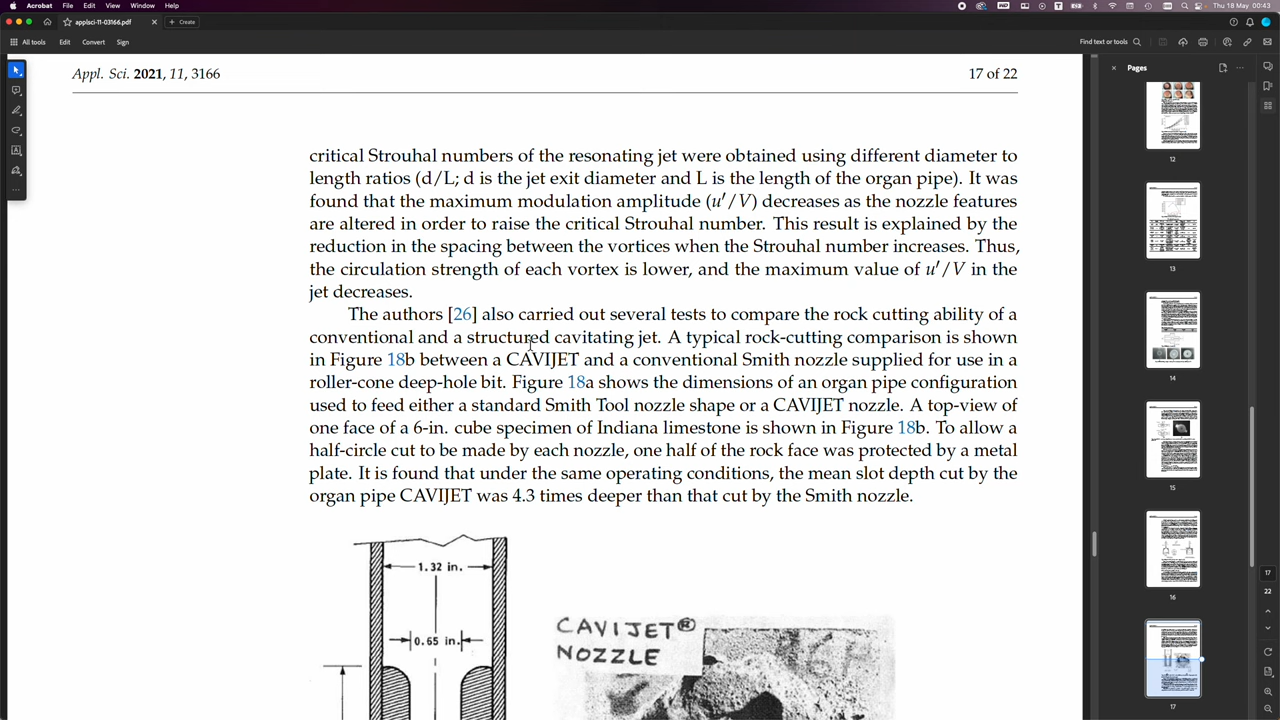 Acrobat File Edit View Window Help
Thu 18 May 00:43
applsci-11-03166.pdf
Create
All tools Edit Convert Sign
Find text or tools
Appl. Sci. 2021, 11, 3166
17 of 22
critical Strouhal numbers of the resonating jet were obtained using different diameter to
length ratios (d/L; d is the jet exit diameter and L is the length of the organ pipe). It was
found that the maximum modulation amplitude (u′/V) decreases as the nozzle features
are altered in order to raise the critical Strouhal number. This result is explained by the
reduction in the spacing between the vortices when the Strouhal number increases. Thus,
the circulation strength of each vortex is lower, and the maximum value of u′/V in the
jet decreases.
The authors also carried out several tests to compare the rock cutting ability of a
conventional and a structured cavitating jet. A typical rock-cutting comparison is shown
in Figure 18b between a CAVIJET and a conventional Smith nozzle supplied for use in a
roller-cone deep-hole bit. Figure 18a shows the dimensions of an organ pipe configuration
used to feed either a standard Smith Tool nozzle shape or a CAVIJET nozzle. A top-view of
one face of a 6-in. cube specimen of Indiana limestone is shown in Figure 18b. To allow a
half-circle cut to be made by each nozzle, one half of the rock face was protected by a metal
plate. It is found that under the same operating conditions, the mean slot depth cut by the
organ pipe CAVIJET was 4.3 times deeper than that cut by the Smith nozzle.
1.32 in.
0.65 in.
CAVIJET®
NOZZLE
Pages
12
13
14
15
16
17
17
22